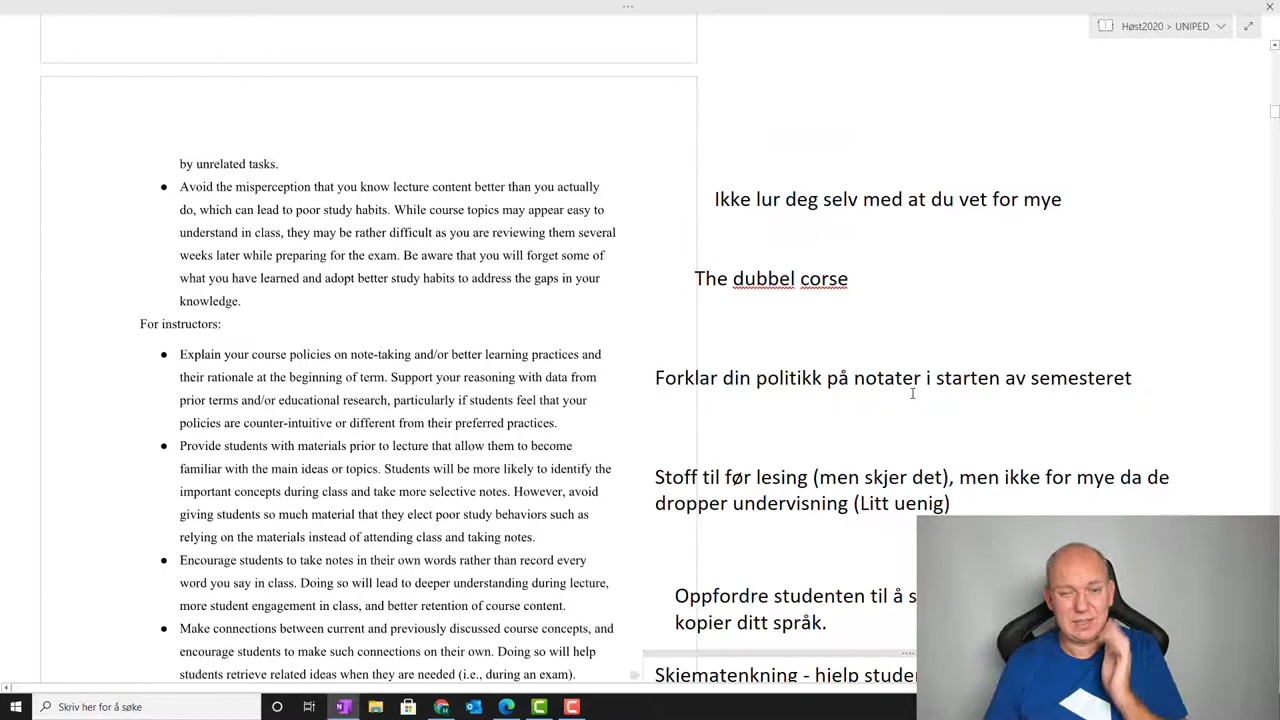 Høst2020 > UNIPED
by unrelated tasks.
● Avoid the misperception that you know lecture content better than you actually
do, which can lead to poor study habits. While course topics may appear easy to
understand in class, they may be rather difficult as you are reviewing them several
weeks later while preparing for the exam. Be aware that you will forget some of
what you have learned and adopt better study habits to address the gaps in your
knowledge.
For instructors:
● Explain your course policies on note-taking and/or better learning practices and
their rationale at the beginning of term. Support your reasoning with data from
prior terms and/or educational research, particularly if students feel that your
policies are counter-intuitive or different from their preferred practices.
● Provide students with materials prior to lecture that allow them to become
familiar with the main ideas or topics. Students will be more likely to identify the
important concepts during class and take more selective notes. However, avoid
giving students so much material that they elect poor study behaviors such as
relying on the materials instead of attending class and taking notes.
● Encourage students to take notes in their own words rather than record every
word you say in class. Doing so will lead to deeper understanding during lecture,
more student engagement in class, and better retention of course content.
● Make connections between current and previously discussed course concepts, and
encourage students to make such connections on their own. Doing so will help
students retrieve related ideas when they are needed (i.e., during an exam).
Ikke lur deg selv med at du vet for mye
The dubbel corse
Forklar din politikk på notater i starten av semesteret
Stoff til før lesing (men skjer det), men ikke for mye da de
dropper undervisning (Litt uenig)
Oppfordre studenten til å s
kopier ditt språk.
Skjematenkning - hjelp stude
Skriv her for å søke